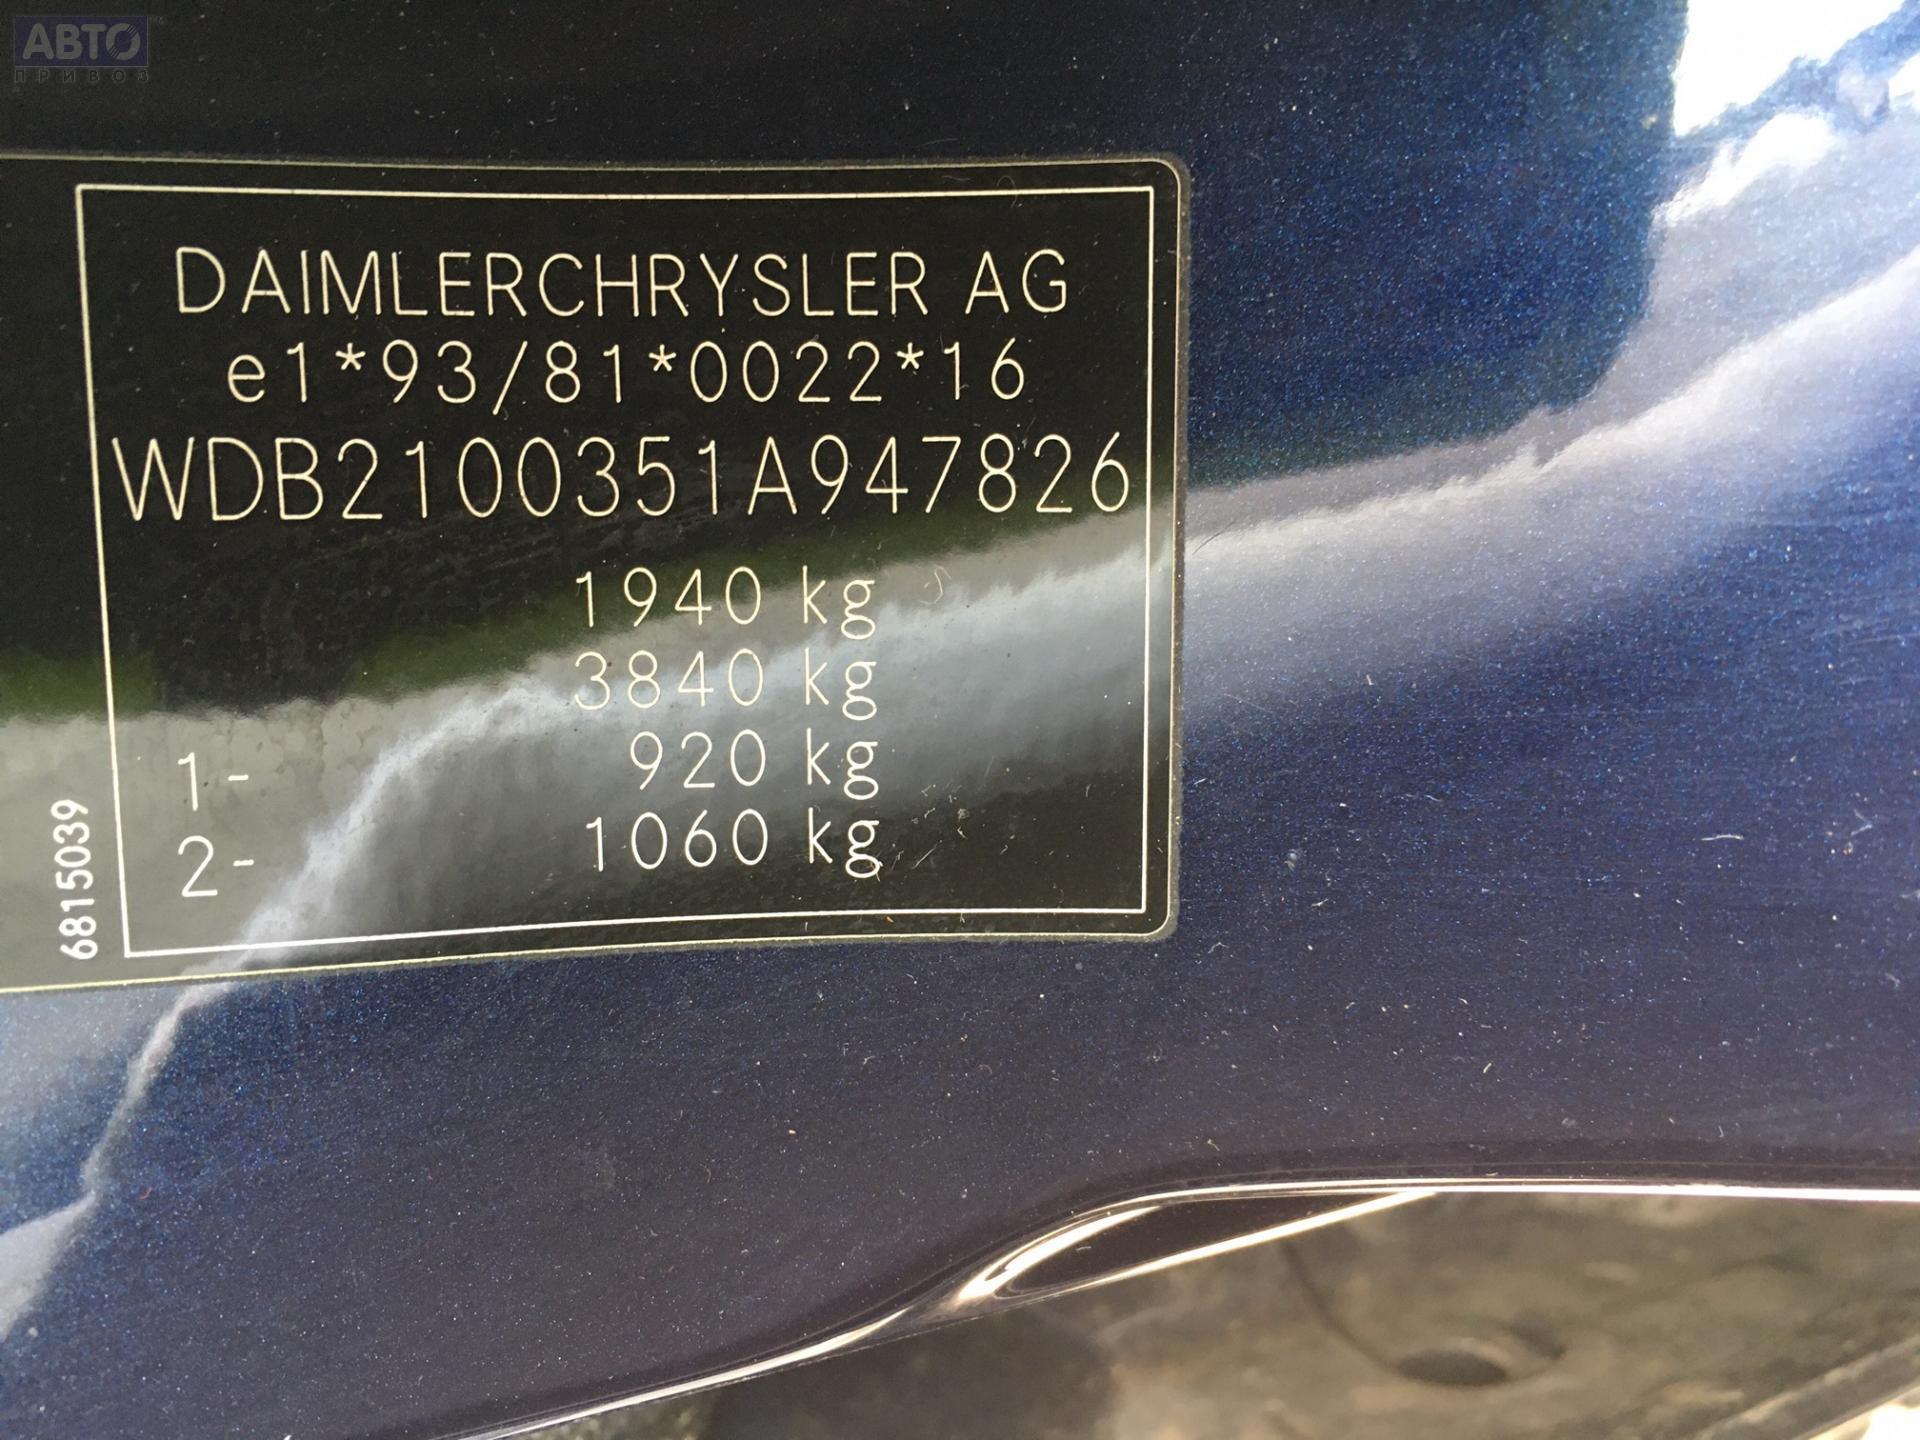 АВТО
ПРИВОЗ
DAIMLERCHRYSLER AG
e1*93/81*0022*16
WDB2100351A947826
1940 kg
3840 kg
1- 920 kg
2- 1060 kg
6815039